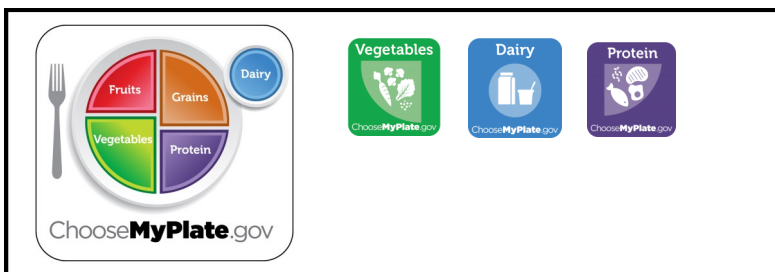 Fruits
Grains
Dairy
Vegetables
Protein
ChooseMyPlate.gov
Vegetables
ChooseMyPlate.gov
Dairy
ChooseMyPlate.gov
Protein
ChooseMyPlate.gov